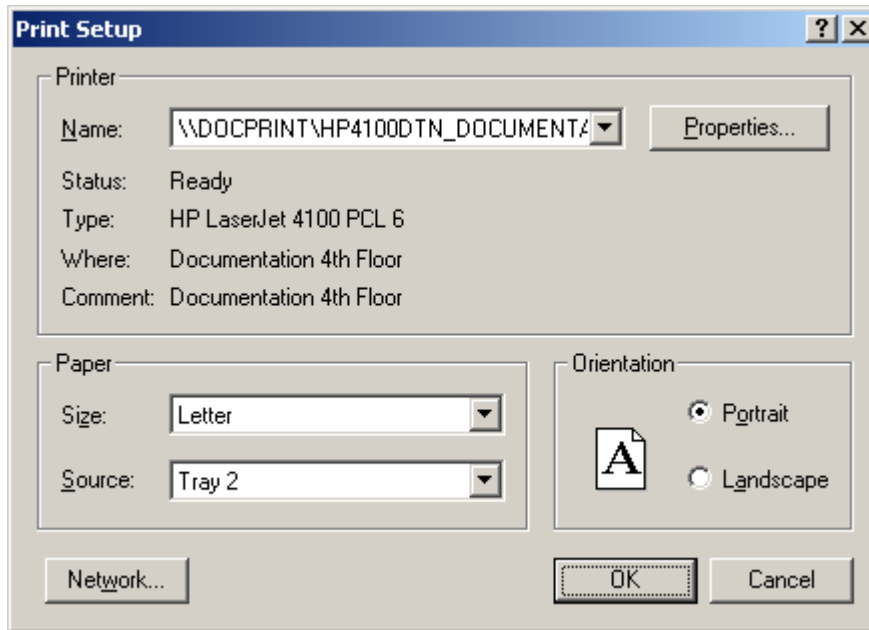 Print Setup
Printer
Name: \\DOCPRINT\HP4100DTN_DOCUMENTA Properties...
Status: Ready
Type: HP LaserJet 4100 PCL 6
Where: Documentation 4th Floor
Comment: Documentation 4th Floor
Paper
Size: Letter
Source: Tray 2
Orientation
A
Portrait
Landscape
Network... OK Cancel